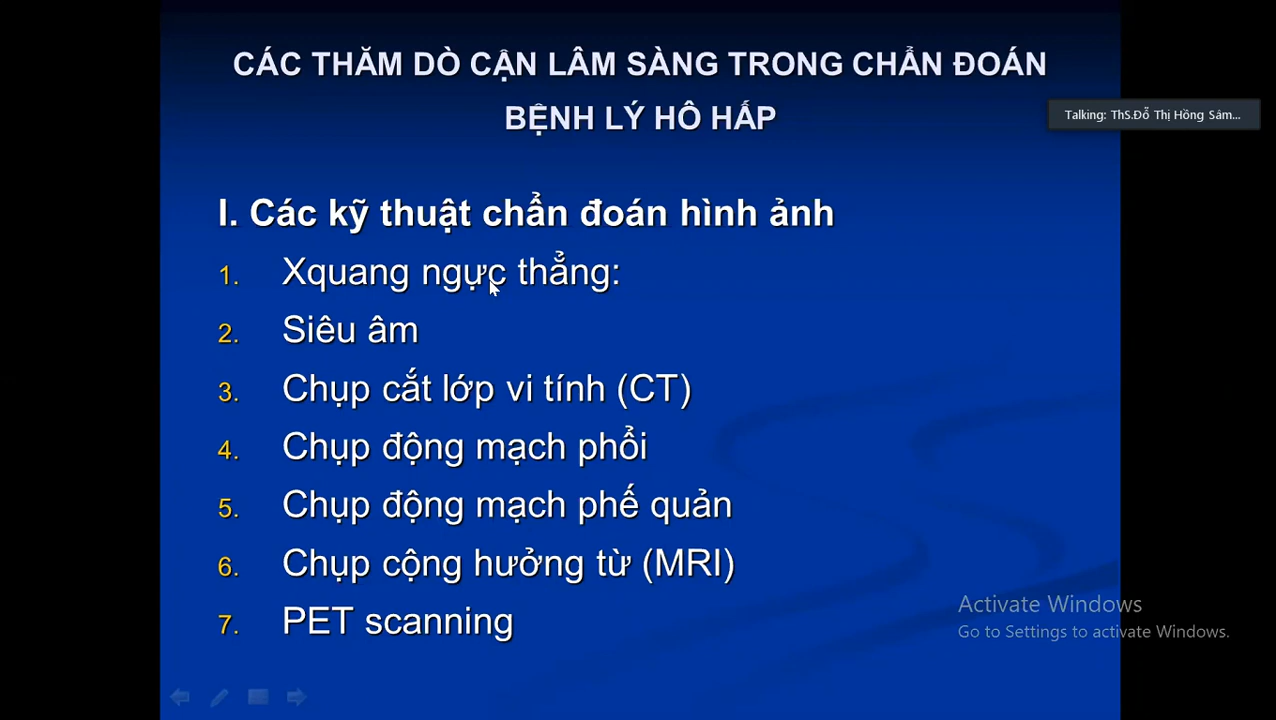 CÁC THĂM DÒ CẬN LÂM SÀNG TRONG CHẨN ĐOÁN
BỆNH LÝ HÔ HẤP
Talking: ThS.Đỗ Thị Hồng Sâm...
I. Các kỹ thuật chẩn đoán hình ảnh
1. Xquang ngực thẳng:
2. Siêu âm
3. Chụp cắt lớp vi tính (CT)
4. Chụp động mạch phổi
5. Chụp động mạch phế quản
6. Chụp cộng hưởng từ (MRI)
7. PET scanning
Activate Windows
Go to Settings to activate Windows.